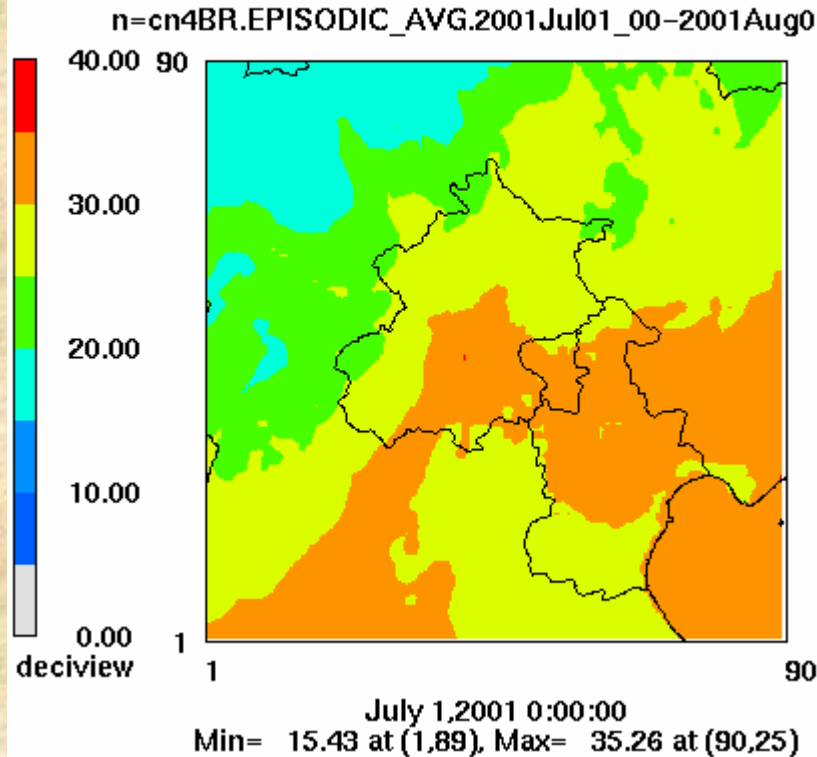 n=cn4BR.EPISODIC_AVG.2001Jul01_00-2001Aug0
40.00
90
30.00
20.00
10.00
0.00
1
deciview
1
90
July 1,2001 0:00:00
Min= 15.43 at (1,89), Max= 35.26 at (90,25)